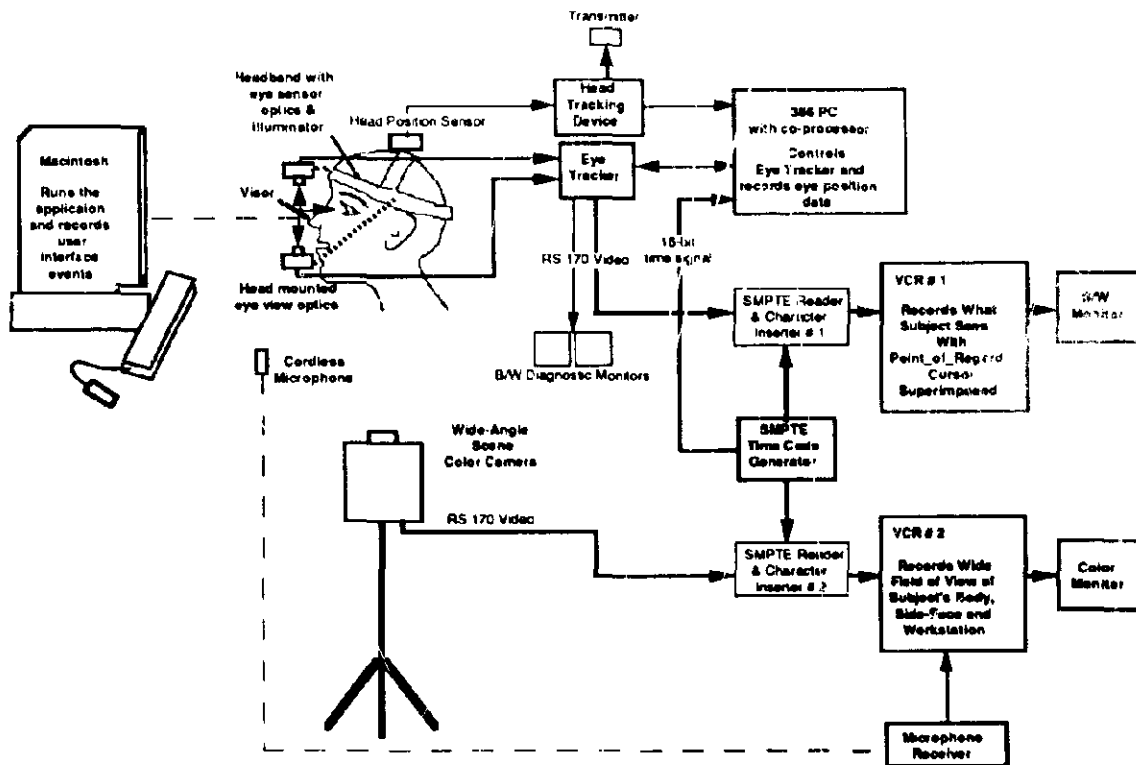 Transmitter
Headband with
eye sensor
optics &
illuminator
Head Position Sensor
Head
Tracking
Device
386 PC
with co-processor
Controls
Eye Tracker and
records eye position
data
Macintosh
Runs the
applicaion
and records
user
interface
events
Visor
Eye
Tracker
Head mounted
eye view optics
RS 170 Video
16-bit
time signal
SMPTE Reader
& Character
Inserter # 1
VCR # 1
Records What
Subject Sees
With
Point_of_Regard
Cursor
Superimposed
B/W
Monitor
B/W Diagnostic Monitors
Cordless
Microphone
Wide-Angle
Scene
Color Camera
SMPTE
Time Code
Generator
RS 170 Video
SMPTE Reader
& Character
Inserter # 2
VCR # 2
Records Wide
Field of View of
Subject's Body,
Side-Face and
Workstation
Color
Monitor
Microphone
Receiver